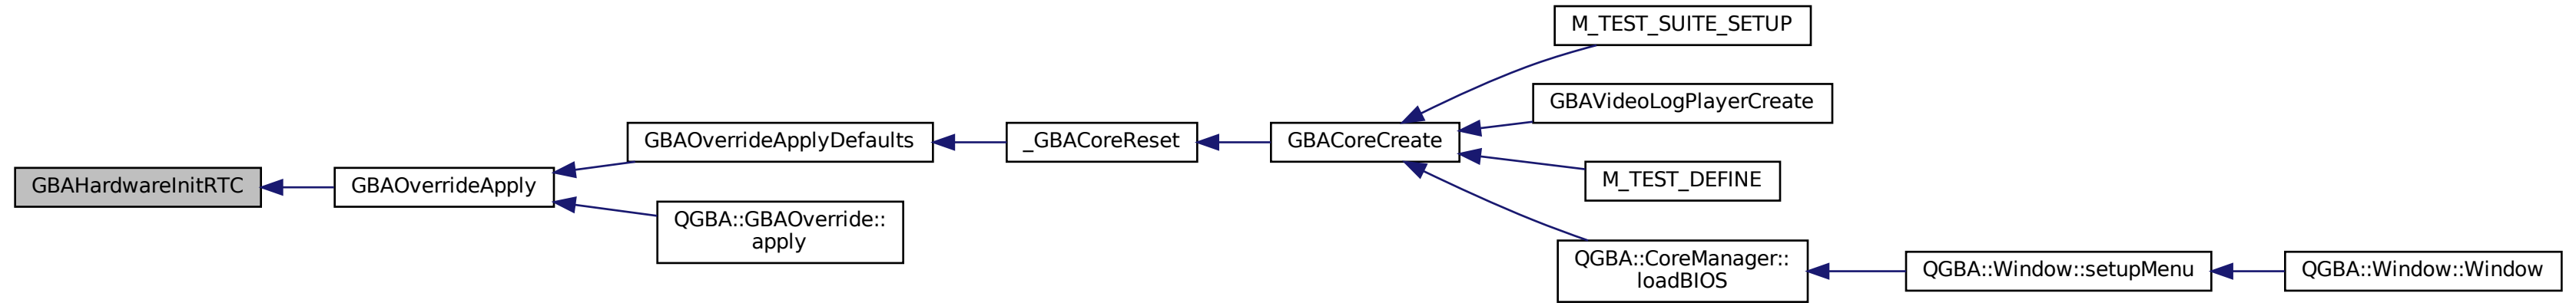 GBAHardwareInitRTC
GBAOverrideApply
GBAOverrideApplyDefaults
QGBA::GBAOverride::
apply
_GBACoreReset
GBACoreCreate
M_TEST_SUITE_SETUP
GBAVideoLogPlayerCreate
M_TEST_DEFINE
QGBA::CoreManager::
loadBIOS
QGBA::Window::setupMenu
QGBA::Window::Window